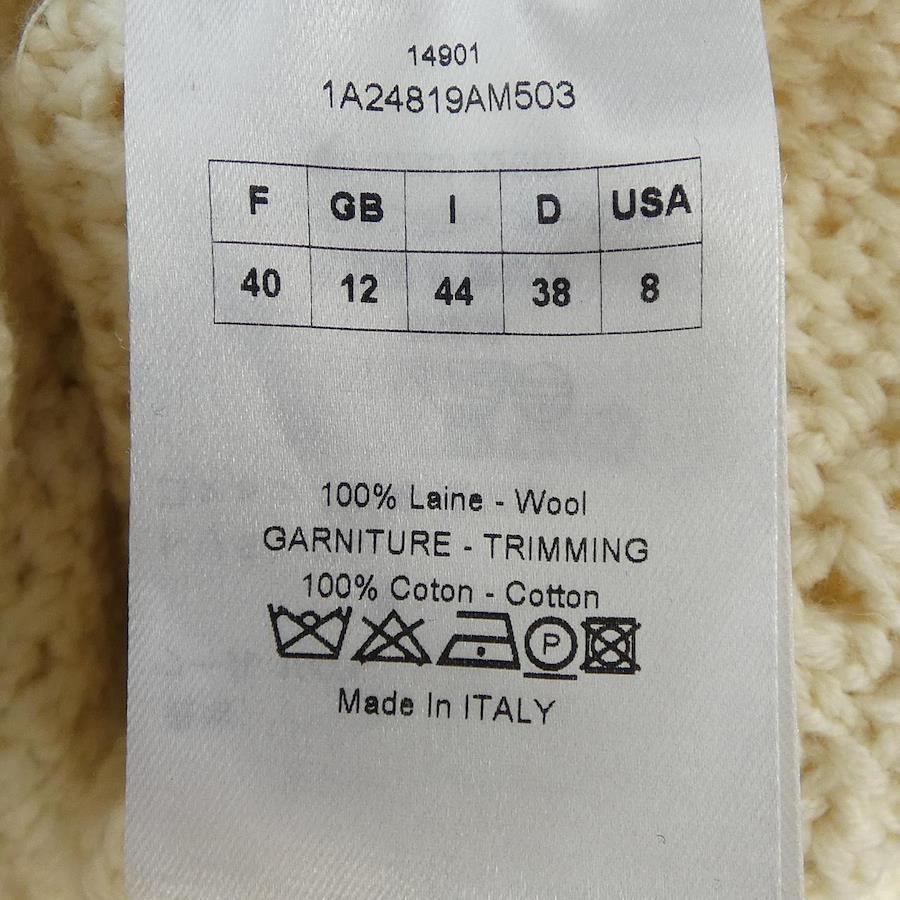 14901
1A24819AM503
F GB I D USA
40 12 44 38 8
100% Laine - Wool
GARNITURE - TRIMMING
100% Coton - Cotton
P
Made In ITALY